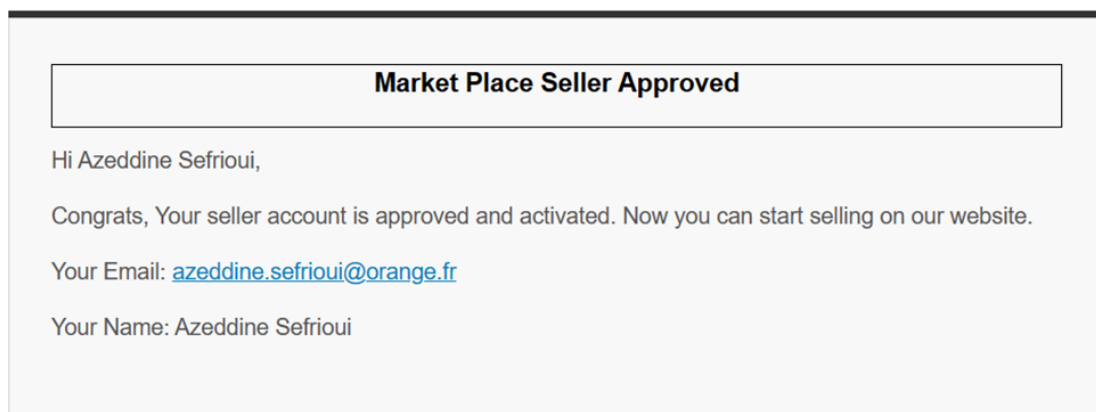 Market Place Seller Approved
Hi Azeddine Sefrioui,
Congrats, Your seller account is approved and activated. Now you can start selling on our website.
Your Email: azeddine.sefrioui@orange.fr
Your Name: Azeddine Sefrioui